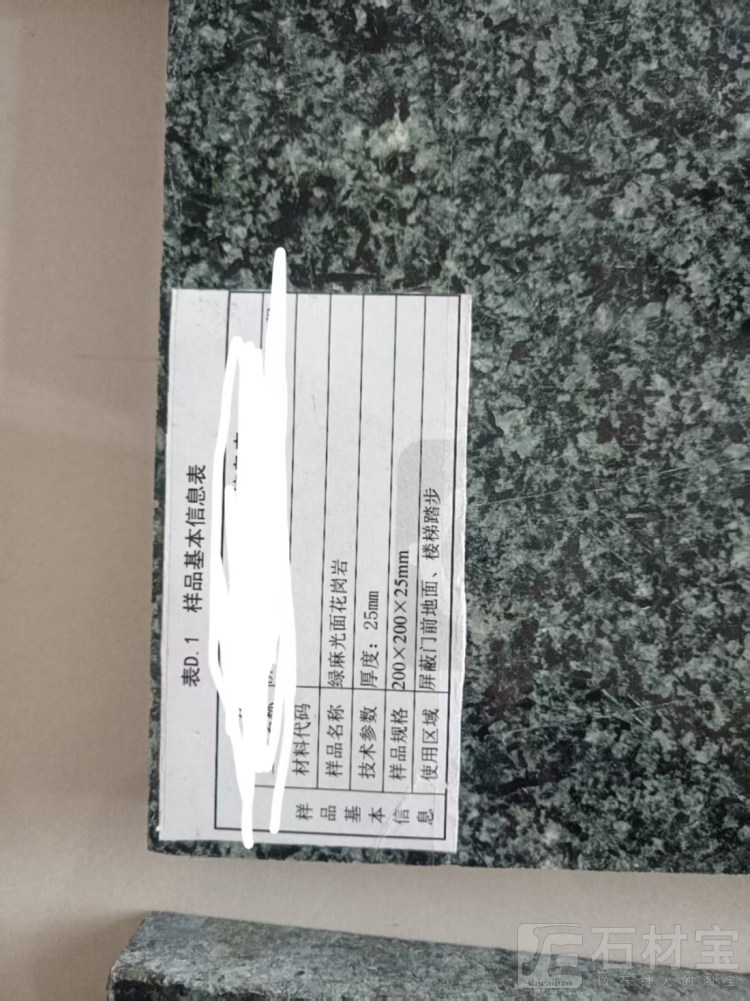 表D.1 样品基本信息表
材料代码
样品名称 绿麻光面花岗岩
技术参数 厚度：25mm
样品规格 200×200×25mm
使用区域 屏蔽门前地面、楼梯踏步
样品基本信息
石材宝
shicaibao